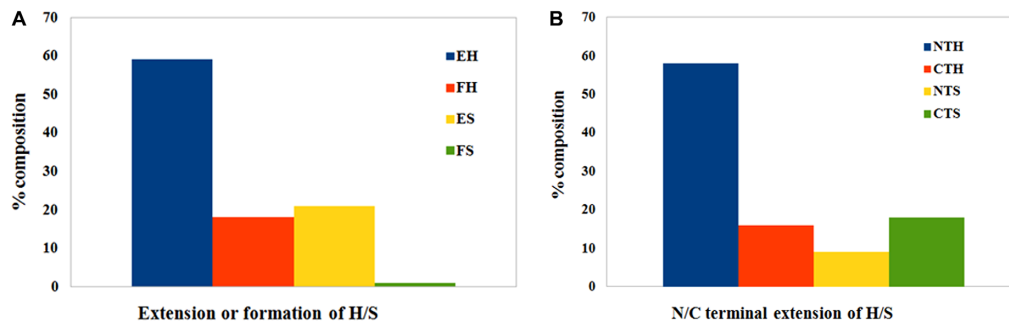 A
% composition
70
60
50
40
30
20
10
0
EH
FH
ES
FS
Extension or formation of H/S
B
% composition
70
60
50
40
30
20
10
0
NTH
CTH
NTS
CTS
N/C terminal extension of H/S